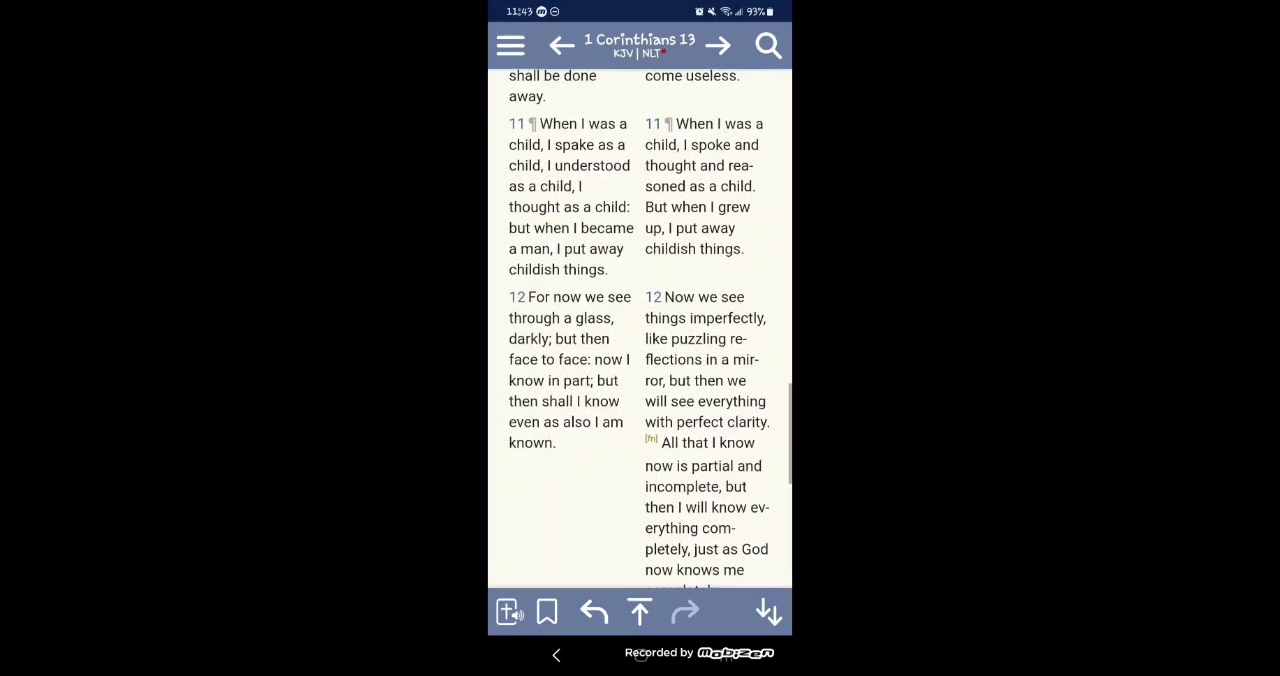 11:43
93%
1 Corinthians 13
KJV | NLT*
shall be done
away.
11 ¶ When I was a
child, I spake as a
child, I understood
as a child, I
thought as a child:
but when I became
a man, I put away
childish things.
12 For now we see
through a glass,
darkly; but then
face to face: now I
know in part; but
then shall I know
even as also I am
known.
come useless.
11 ¶ When I was a
child, I spoke and
thought and rea-
soned as a child.
But when I grew
up, I put away
childish things.
12 Now we see
things imperfectly,
like puzzling re-
flections in a mir-
ror, but then we
will see everything
with perfect clarity.
[fn] All that I know
now is partial and
incomplete, but
then I will know ev-
erything com-
pletely, just as God
now knows me
Recorded by Mobizen